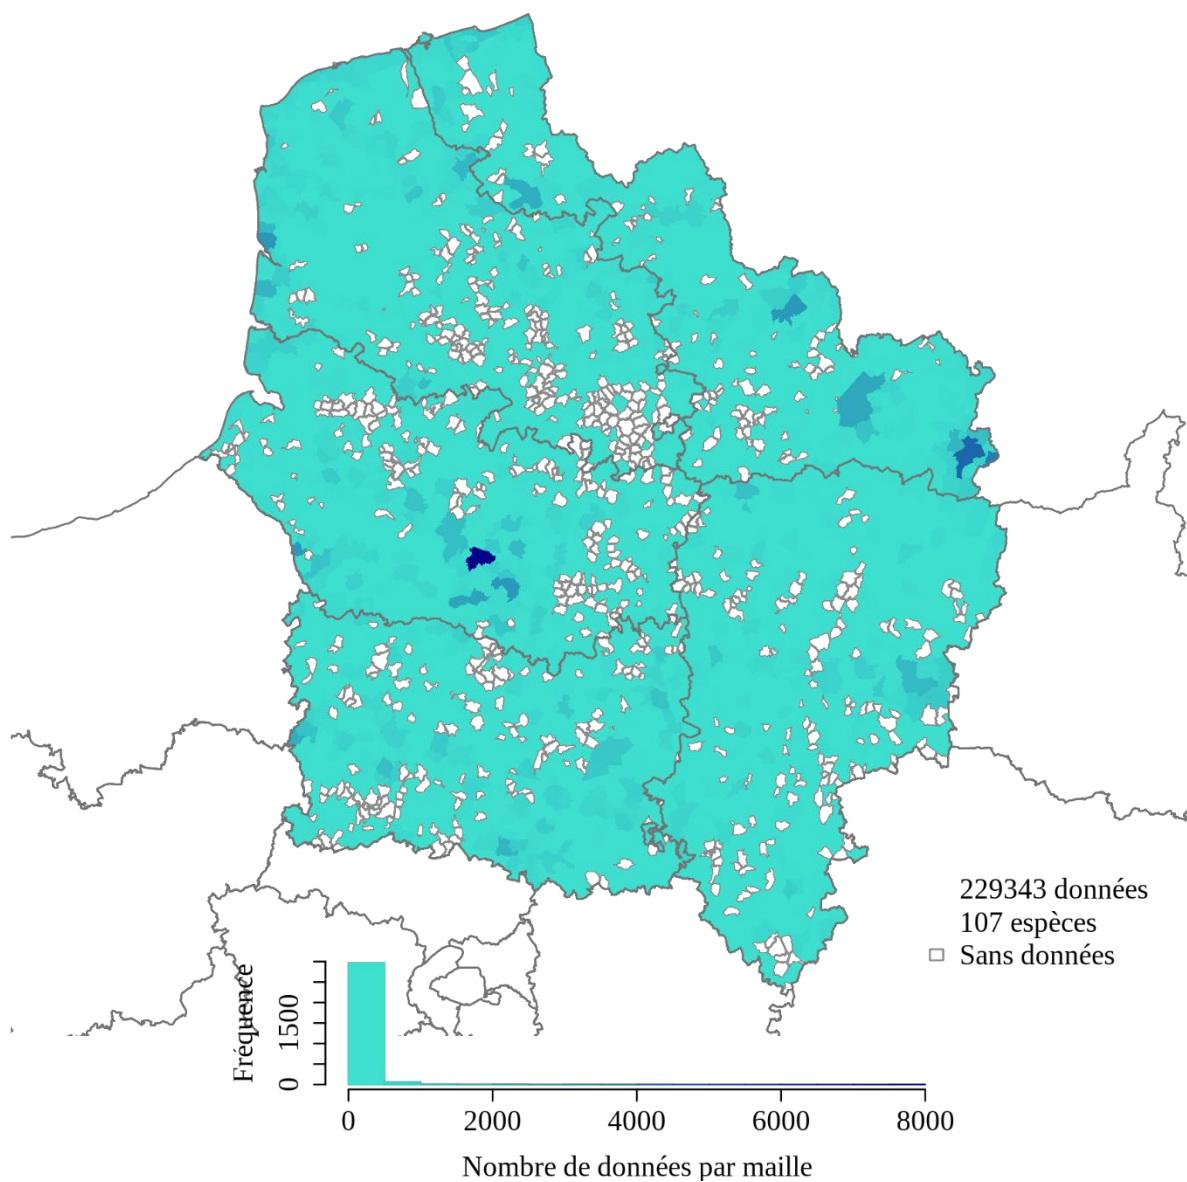 229343 données
107 espèces
Sans données
Fréquence
1500
0
0 2000 4000 6000 8000
Nombre de données par maille